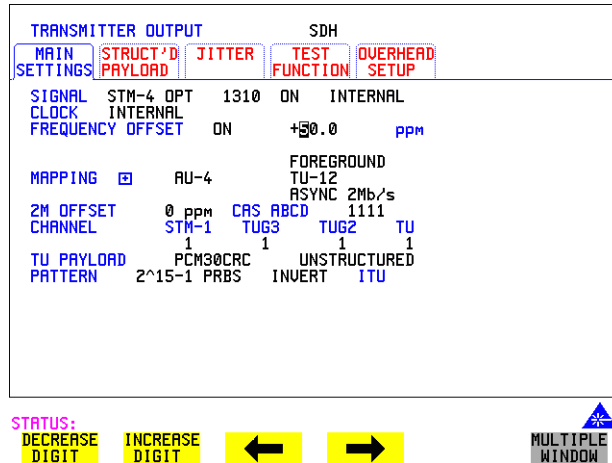 TRANSMITTER OUTPUT SDH
MAIN SETTINGS STRUCT'D PAYLOAD JITTER TEST FUNCTION OVERHEAD SETUP
SIGNAL STM-4 OPT 1310 ON INTERNAL
CLOCK INTERNAL
FREQUENCY OFFSET ON +50.0 ppm
FOREGROUND
MAPPING + AU-4 TU-12
ASYNC 2Mb/s
2M OFFSET 0 ppm CAS ABCD 1111
CHANNEL STM-1 TUG3 TUG2 TU
1 1 1 1
TU PAYLOAD PCM30CRC UNSTRUCTURED
PATTERN 2^15-1 PRBS INVERT ITU
STATUS:
DECREASE DIGIT INCREASE DIGIT MULTIPLE WINDOW